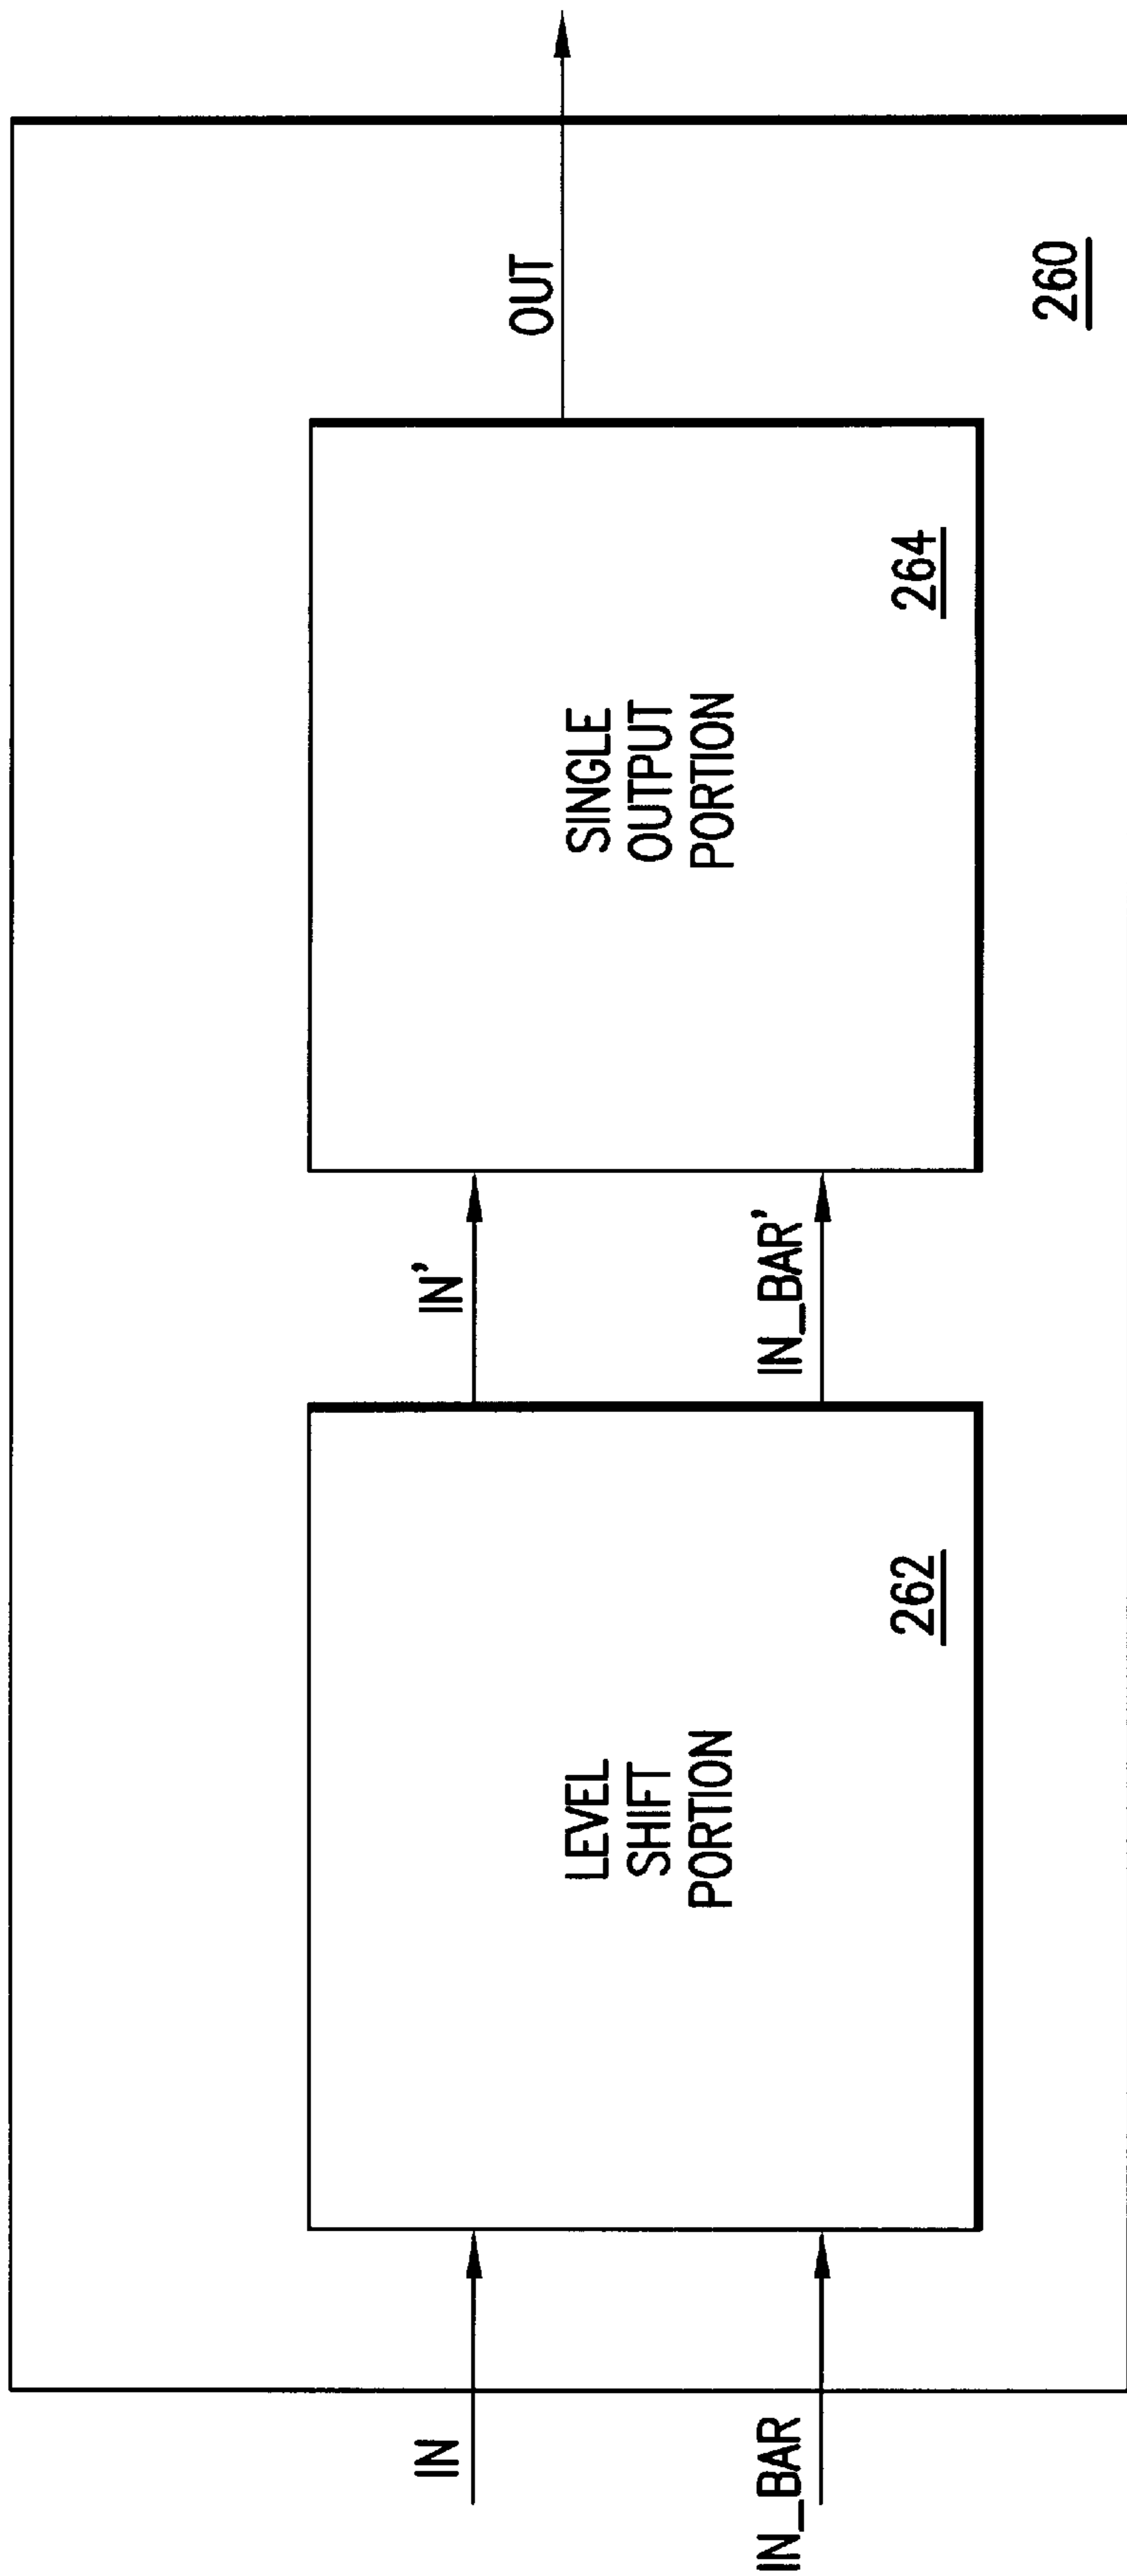 IN
IN_BAR
LEVEL
SHIFT
PORTION
262
IN'
IN_BAR'
SINGLE
OUTPUT
PORTION
264
OUT
260